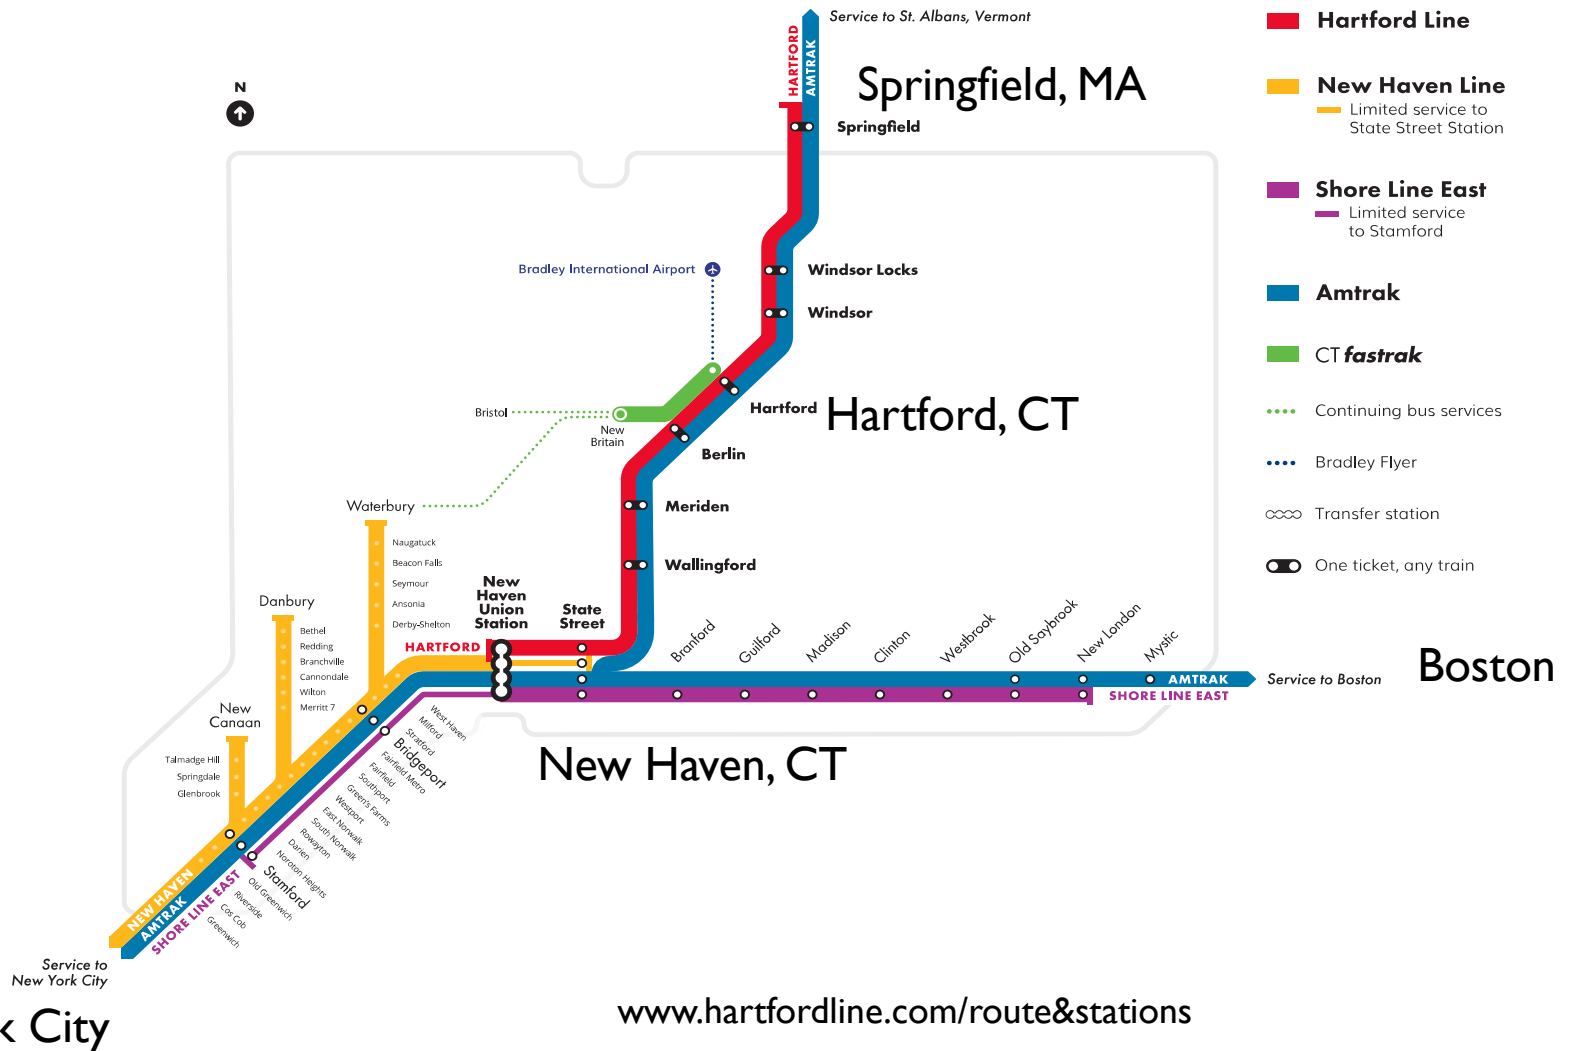 Service to St. Albans, Vermont
HARTFORD
AMTRAK
Springfield, MA
N
Springfield
Bradley International Airport
Windsor Locks
Windsor
Hartford
Hartford, CT
Bristol
New
Britain
Berlin
Waterbury
Meriden
Naugatuck
Beacon Falls
Seymour
Ansonia
Derby-Shelton
Wallingford
Danbury
Bethel
Redding
Branchville
Cannondale
Wilton
Merritt 7
New
Haven
Union
Station
State
Street
HARTFORD
Branford
Guilford
Madison
Clinton
Westbrook
Old Saybrook
New London
Mystic
AMTRAK
SHORE LINE EAST
Service to Boston
Boston
New
Canaan
Talmadge Hill
Springdale
Glenbrook
West Haven
Milford
Stratford
Bridgeport
Fairfield Metro
Fairfield
Southport
Green's Farms
Westport
East Norwalk
South Norwalk
Rowayton
Darien
Noroton Heights
Stamford
Old Greenwich
Riverside
Cos Cob
Greenwich
New Haven, CT
NEW HAVEN
AMTRAK
SHORE LINE EAST
Service to
New York City
k City
www.hartfordline.com/route&stations
Hartford Line
New Haven Line
Limited service to
State Street Station
Shore Line East
Limited service
to Stamford
Amtrak
CT fastrak
Continuing bus services
Bradley Flyer
Transfer station
One ticket, any train